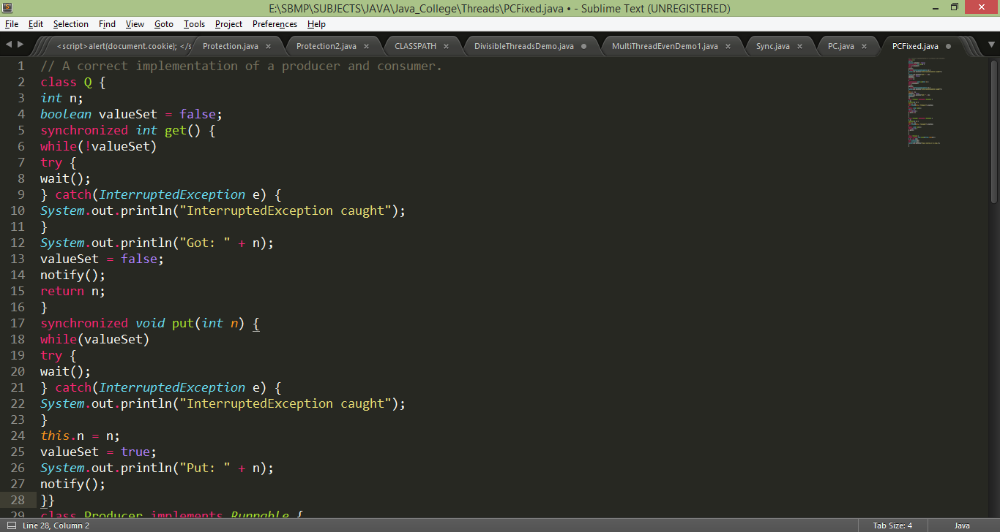 E:\SBMP\SUBJECTS\JAVA\Java_College\Threads\PCFixed.java • - Sublime Text (UNREGISTERED)
File Edit Selection Find View Goto Tools Project Preferences Help
<script>alert(document.cookie); </s Protection.java × Protection2.java × CLASSPATH × DivisibleThreadsDemo.java MultiThreadEvenDemo1.java × Sync.java × PC.java × PCFixed.java
1 // A correct implementation of a producer and consumer.
2 class Q {
3 int n;
4 boolean valueSet = false;
5 synchronized int get() {
6 while(!valueSet)
7 try {
8 wait();
9 } catch(InterruptedException e) {
10 System.out.println("InterruptedException caught");
11 }
12 System.out.println("Got: " + n);
13 valueSet = false;
14 notify();
15 return n;
16 }
17 synchronized void put(int n) {
18 while(valueSet)
19 try {
20 wait();
21 } catch(InterruptedException e) {
22 System.out.println("InterruptedException caught");
23 }
24 this.n = n;
25 valueSet = true;
26 System.out.println("Put: " + n);
27 notify();
28 }}
29 class Producer implements Runnable {
Line 28, Column 2 Tab Size: 4 Java